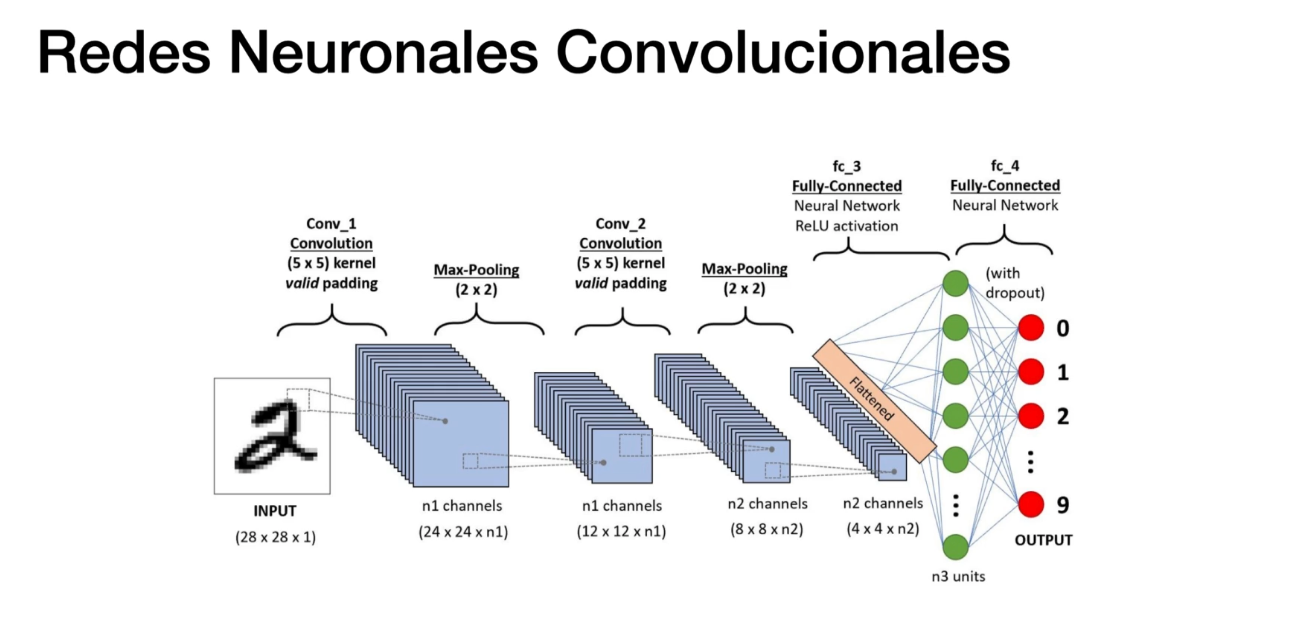 Redes Neuronales Convolucionales
fc_3
Fully-Connected
Neural Network
ReLU activation
fc_4
Fully-Connected
Neural Network
Conv_1
Convolution
(5 x 5) kernel
valid padding
Max-Pooling
(2 x 2)
Conv_2
Convolution
(5 x 5) kernel
valid padding
Max-Pooling
(2 x 2)
(with
dropout)
Flattened
0
1
2
9
OUTPUT
INPUT
(28 x 28 x 1)
n1 channels
(24 x 24 x n1)
n1 channels
(12 x 12 x n1)
n2 channels
(8 x 8 x n2)
n2 channels
(4 x 4 x n2)
n3 units
2